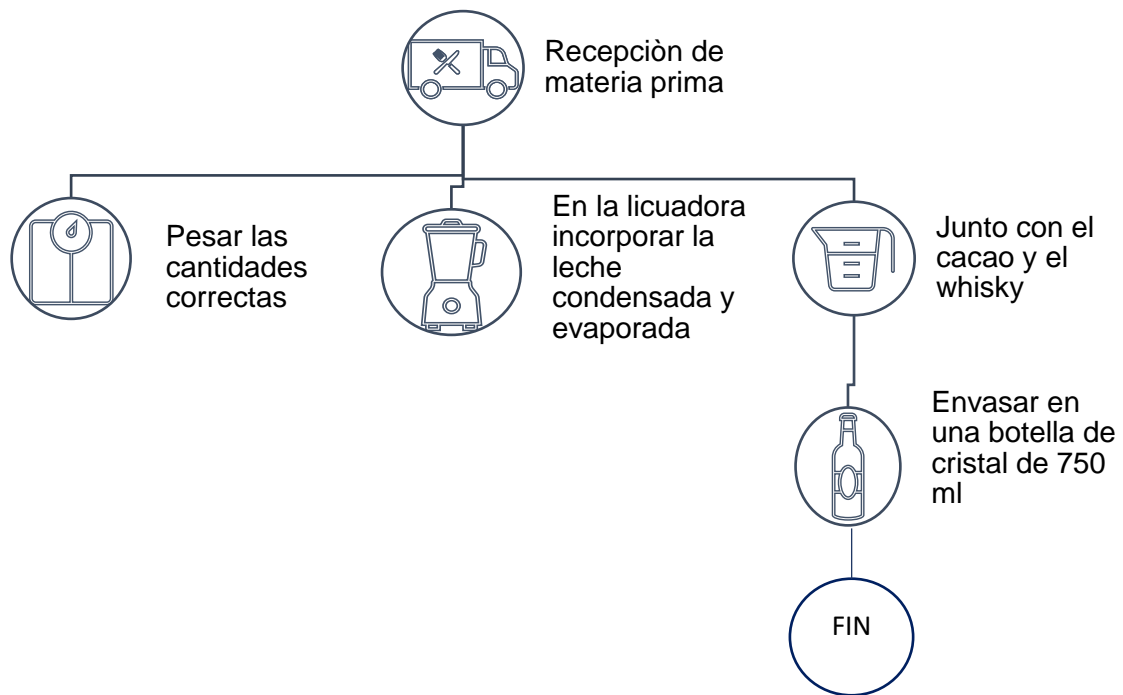 Recepciòn de
materia prima
Pesar las
cantidades
correctas
En la licuadora
incorporar la
leche
condensada y
evaporada
Junto con el
cacao y el
whisky
Envasar en
una botella de
cristal de 750
ml
FIN